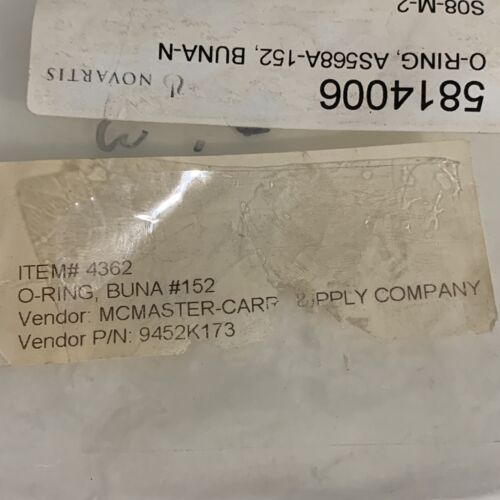 5814006
O-RING, AS568A-152, BUNA-N
S08-M-2
NOVARTIS
ITEM# 4362
O-RING, BUNA #152
Vendor: MCMASTER-CARR SUPPLY COMPANY
Vendor P/N: 9452K173